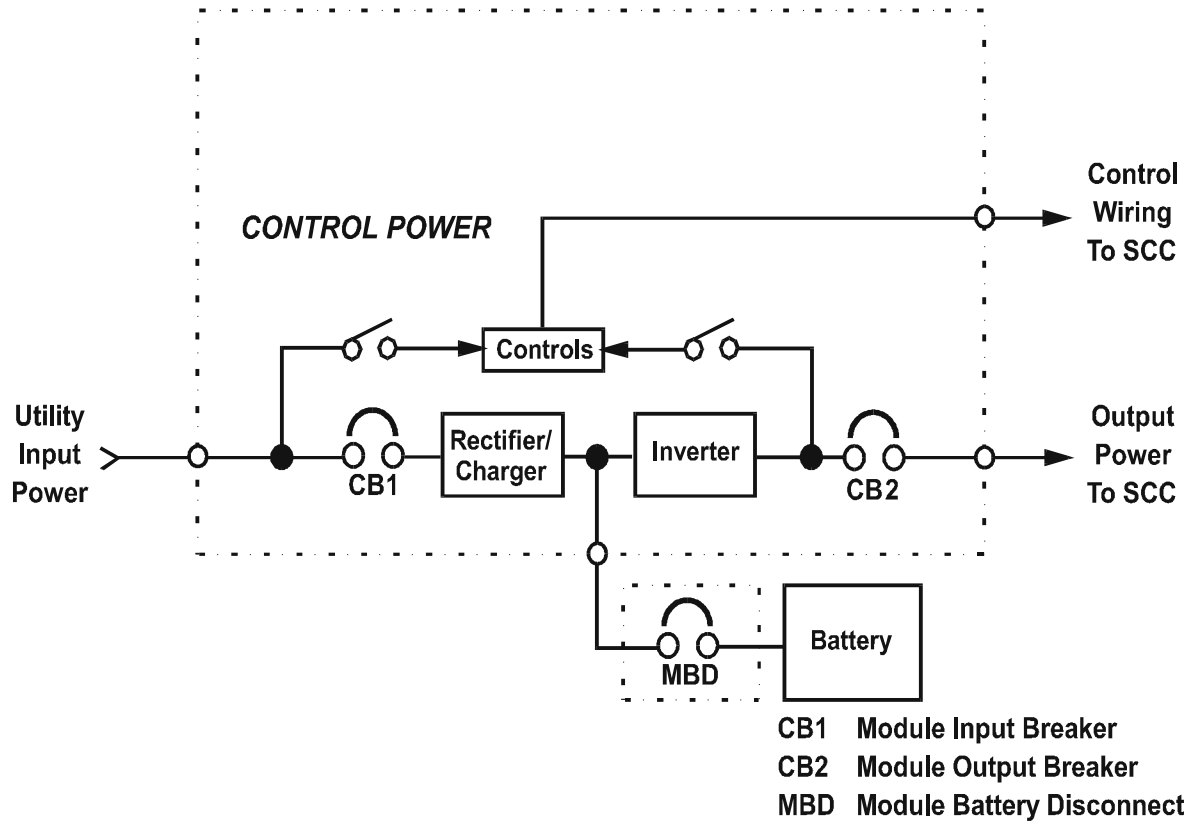 Control
Wiring
To SCC
CONTROL POWER
Controls
Utility
Input
Power
CB1
Rectifier/
Charger
Inverter
CB2
Output
Power
To SCC
MBD
Battery
CB1 Module Input Breaker
CB2 Module Output Breaker
MBD Module Battery Disconnect